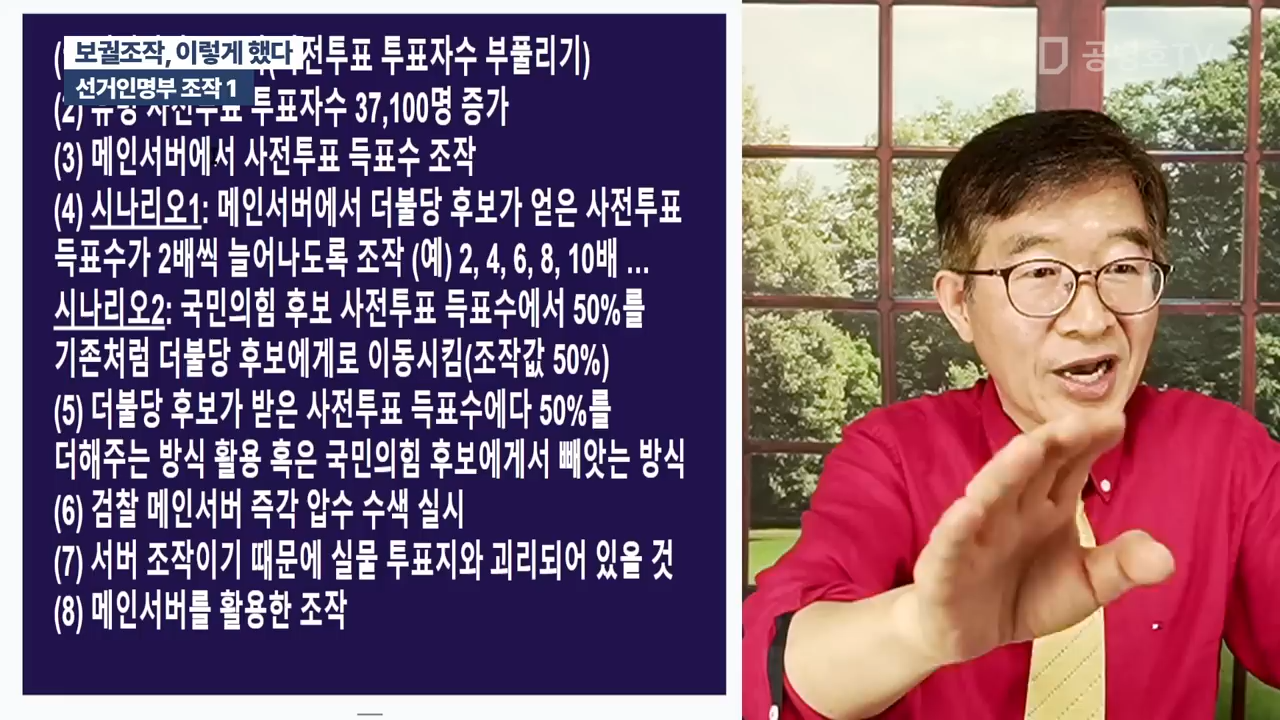 보궐조작, 이렇게 했다
선거인명부 조작 1
공병호TV
투표자수 부풀리기)
(2) 유령 사전투표 투표자수 37,100명 증가
(3) 메인서버에서 사전투표 득표수 조작
(4) 시나리오1: 메인서버에서 더불당 후보가 얻은 사전투표
득표수가 2배씩 늘어나도록 조작 (예) 2, 4, 6, 8, 10배 ...
시나리오2: 국민의힘 후보 사전투표 득표수에서 50%를
기존처럼 더불당 후보에게로 이동시킴(조작값 50%)
(5) 더불당 후보가 받은 사전투표 득표수에다 50%를
더해주는 방식 활용 혹은 국민의힘 후보에게서 빼앗는 방식
(6) 검찰 메인서버 즉각 압수 수색 실시
(7) 서버 조작이기 때문에 실물 투표지와 괴리되어 있을 것
(8) 메인서버를 활용한 조작